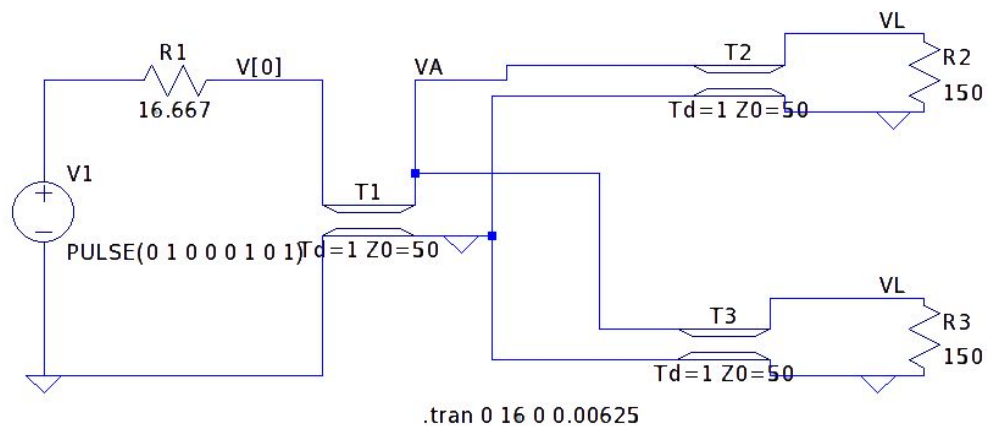 R1
16.667
V[0]
V1
+
−
PULSE(0 1 0 0 0 1 0 1)
T1
Td=1 Z0=50
VA
T2
Td=1 Z0=50
VL
R2
150
T3
Td=1 Z0=50
VL
R3
150
.tran 0 16 0 0.00625